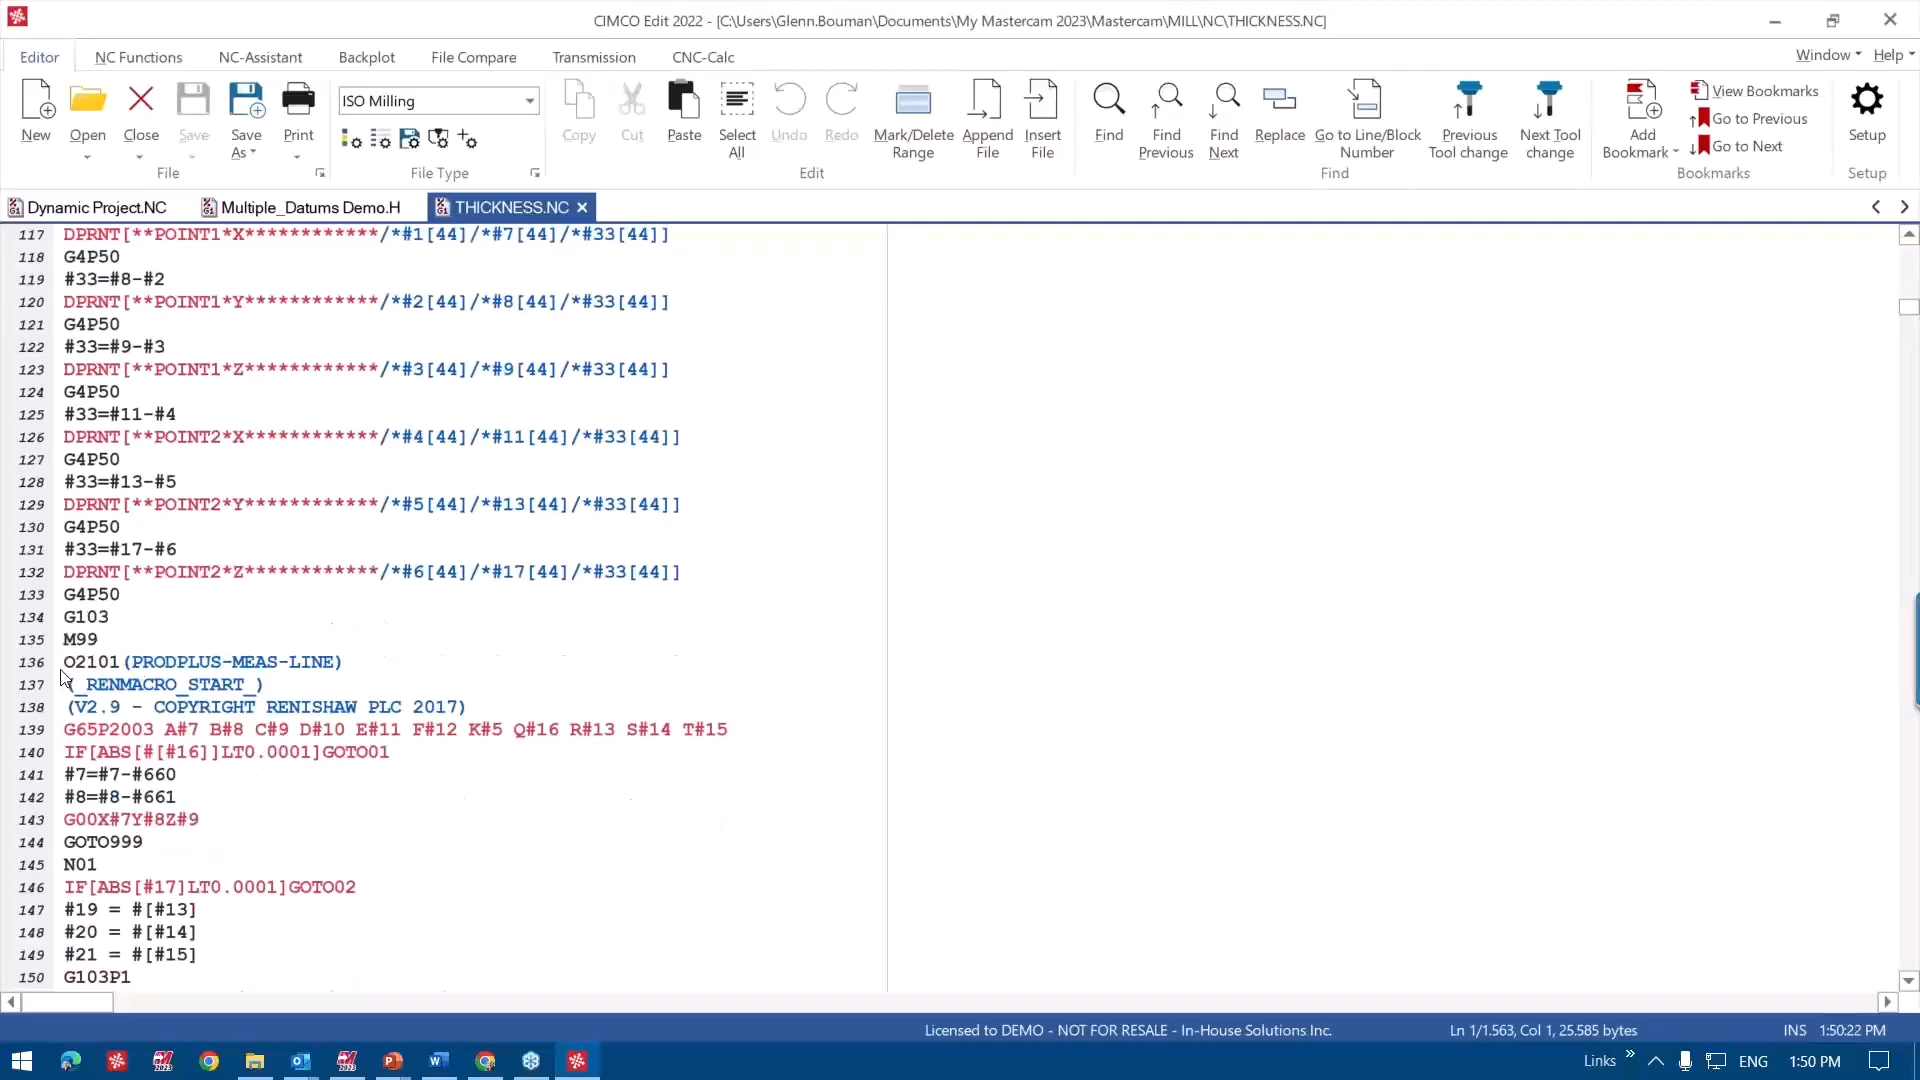 CIMCO Edit 2022 - [C:\Users\Glenn.Bouman\Documents\My Mastercam 2023\Mastercam\MILL\NC\THICKNESS.NC]
Editor NC Functions NC-Assistant Backplot File Compare Transmission CNC-Calc Window Help
New Open Close Save Save As Print
ISO Milling
Copy Cut Paste Select All Undo Redo Mark/Delete Range Append File Insert File
Find Find Previous Find Next Replace Go to Line/Block Number Previous Tool change Next Tool change
Add Bookmark View Bookmarks Go to Previous Go to Next Setup
File File Type Edit Find Bookmarks Setup
Dynamic Project.NC Multiple_Datums Demo.H THICKNESS.NC
117 DPRNT[**POINT1*X************/*#1[44]/*#7[44]/*#33[44]]
118 G4P50
119 #33=#8-#2
120 DPRNT[**POINT1*Y************/*#2[44]/*#8[44]/*#33[44]]
121 G4P50
122 #33=#9-#3
123 DPRNT[**POINT1*Z************/*#3[44]/*#9[44]/*#33[44]]
124 G4P50
125 #33=#11-#4
126 DPRNT[**POINT2*X************/*#4[44]/*#11[44]/*#33[44]]
127 G4P50
128 #33=#13-#5
129 DPRNT[**POINT2*Y************/*#5[44]/*#13[44]/*#33[44]]
130 G4P50
131 #33=#17-#6
132 DPRNT[**POINT2*Z************/*#6[44]/*#17[44]/*#33[44]]
133 G4P50
134 G103
135 M99
136 O2101(PRODPLUS-MEAS-LINE)
137 (_RENMACRO_START_)
138 (V2.9 - COPYRIGHT RENISHAW PLC 2017)
139 G65P2003 A#7 B#8 C#9 D#10 E#11 F#12 K#5 Q#16 R#13 S#14 T#15
140 IF[ABS[#[#16]]LT0.0001]GOTO01
141 #7=#7-#660
142 #8=#8-#661
143 G00X#7Y#8Z#9
144 GOTO999
145 N01
146 IF[ABS[#17]LT0.0001]GOTO02
147 #19 = #[#13]
148 #20 = #[#14]
149 #21 = #[#15]
150 G103P1
Licensed to DEMO - NOT FOR RESALE - In-House Solutions Inc. Ln 1/1.563, Col 1, 25.585 bytes INS 1:50:22 PM
Links ENG 1:50 PM